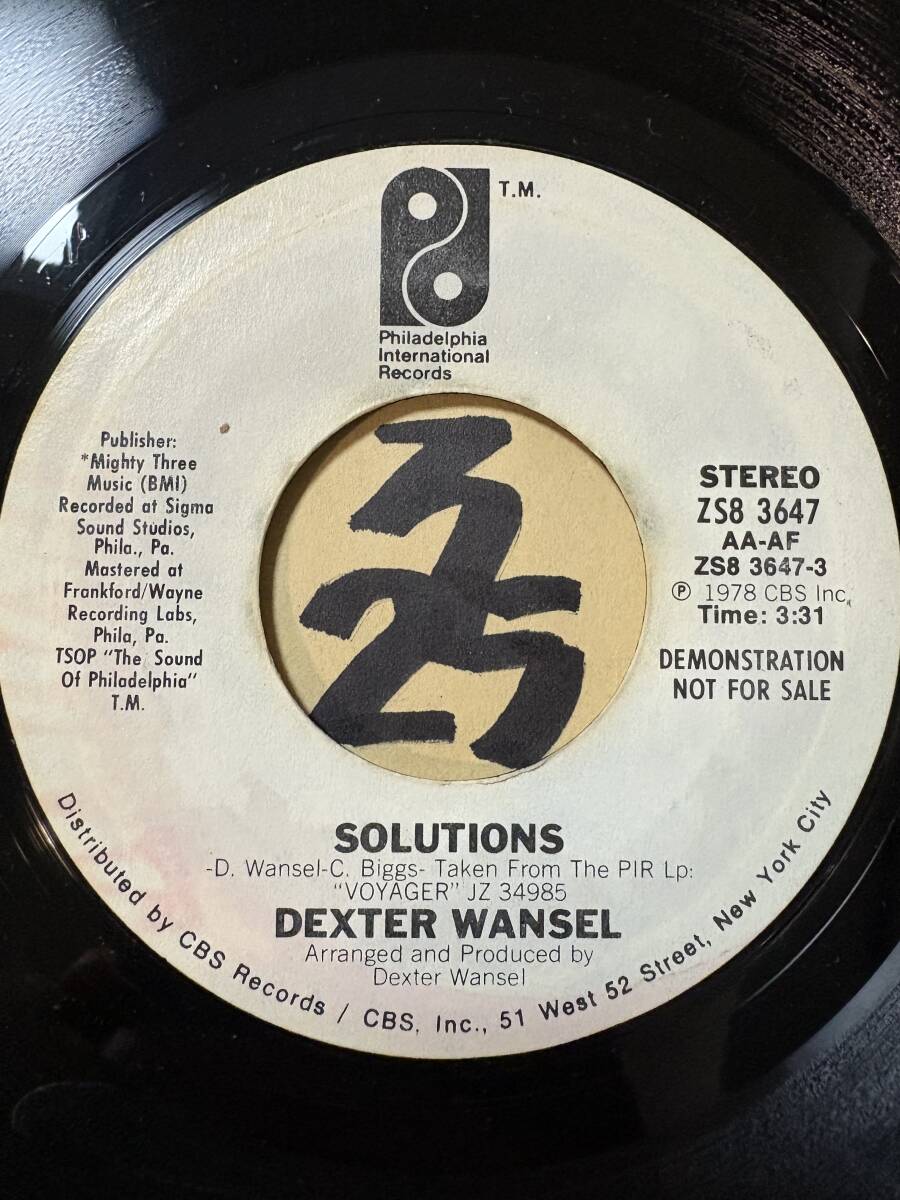 T.M.
Philadelphia
International
Records
Publisher:
*Mighty Three
Music (BMI)
Recorded at Sigma
Sound Studios,
Phila., Pa.
Mastered at
Frankford/Wayne
Recording Labs,
Phila, Pa.
TSOP "The Sound
Of Philadelphia"
T.M.
STEREO
ZS8 3647
AA-AF
ZS8 3647-3
℗ 1978 CBS Inc.
Time: 3:31
DEMONSTRATION
NOT FOR SALE
25
SOLUTIONS
-D. Wansel-C. Biggs- Taken From The PIR Lp:
"VOYAGER" JZ 34985
DEXTER WANSEL
Arranged and Produced by
Dexter Wansel
Distributed by CBS Records / CBS, Inc., 51 West 52 Street, New York City